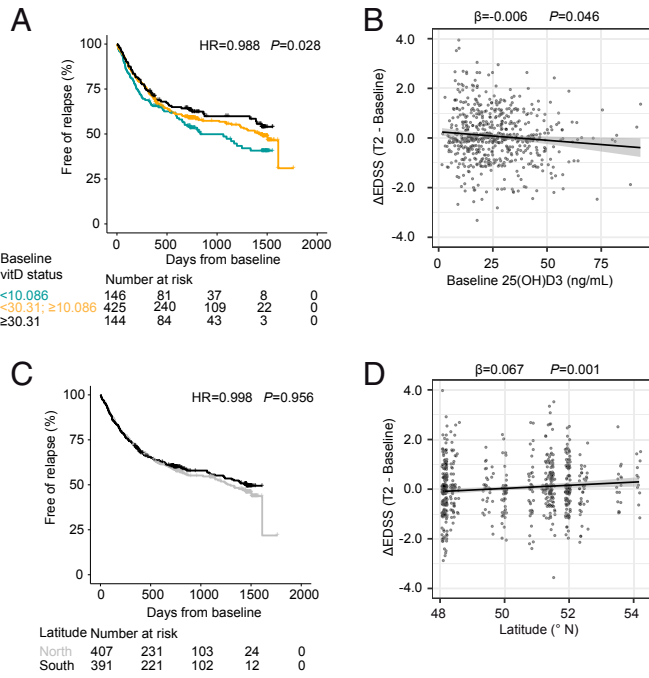 A
HR=0.988 P=0.028
Free of relapse (%)
100
75
50
25
0
0 500 1000 1500 2000
Days from baseline
Baseline
vitD status
Number at risk
<10.086 146 81 37 8 0
<30.31; ≥10.086 425 240 109 22 0
≥30.31 144 84 43 3 0
B
β=-0.006 P=0.046
ΔEDSS (T2 - Baseline)
4.0
2.0
0.0
-2.0
-4.0
0 25 50 75
Baseline 25(OH)D3 (ng/mL)
C
HR=0.998 P=0.956
Free of relapse (%)
100
75
50
25
0
0 500 1000 1500 2000
Days from baseline
Latitude Number at risk
North 407 231 103 24 0
South 391 221 102 12 0
D
β=0.067 P=0.001
ΔEDSS (T2 - Baseline)
4.0
2.0
0.0
-2.0
-4.0
48 50 52 54
Latitude (° N)